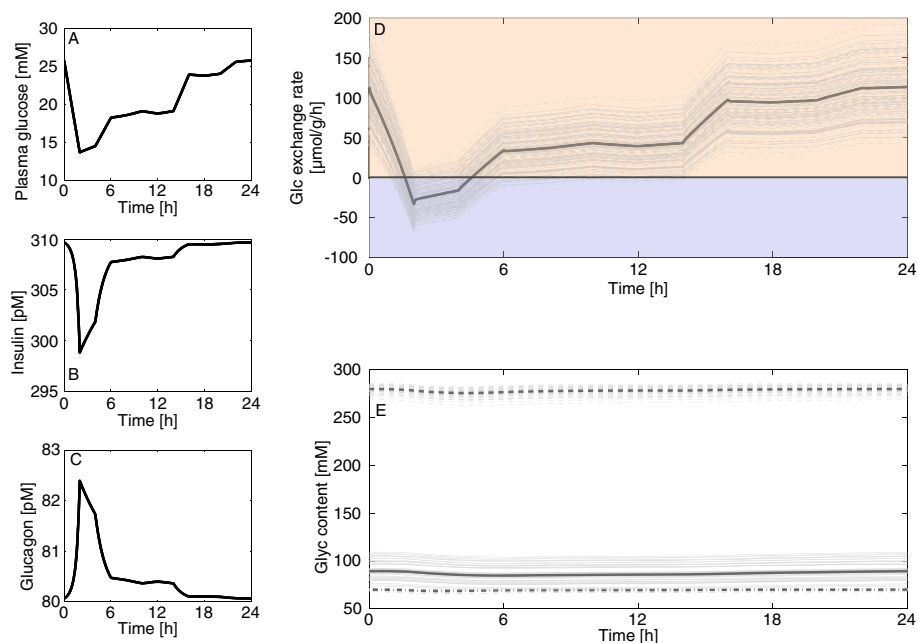 A
Plasma glucose [mM]
30
25
20
15
10
0 6 12 18 24
Time [h]
B
Insulin [pM]
310
305
300
295
0 6 12 18 24
Time [h]
C
Glucagon [pM]
83
82
81
80
0 6 12 18 24
Time [h]
D
Glc exchange rate
[µmol/g/h]
200
150
100
50
0
-50
-100
0 6 12 18 24
Time [h]
E
Glyc content [mM]
300
250
200
150
100
50
0 6 12 18 24
Time [h]